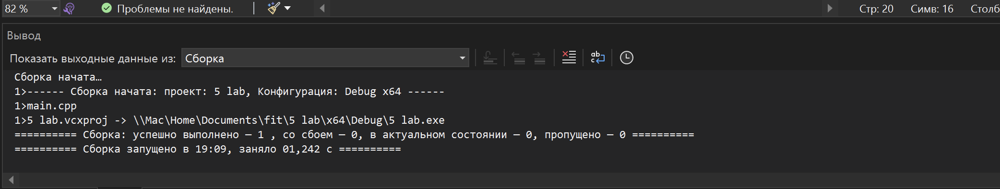 82 % Проблемы не найдены. Стр: 20 Симв: 16 Столб
Вывод
Показать выходные данные из: Сборка
Сборка начата…
1>------ Сборка начата: проект: 5 lab, Конфигурация: Debug x64 ------
1>main.cpp
1>5 lab.vcxproj -> \\Mac\Home\Documents\fit\5 lab\x64\Debug\5 lab.exe
========== Сборка: успешно выполнено — 1 , со сбоем — 0, в актуальном состоянии — 0, пропущено — 0 ==========
========== Сборка запущено в 19:09, заняло 01,242 с ==========